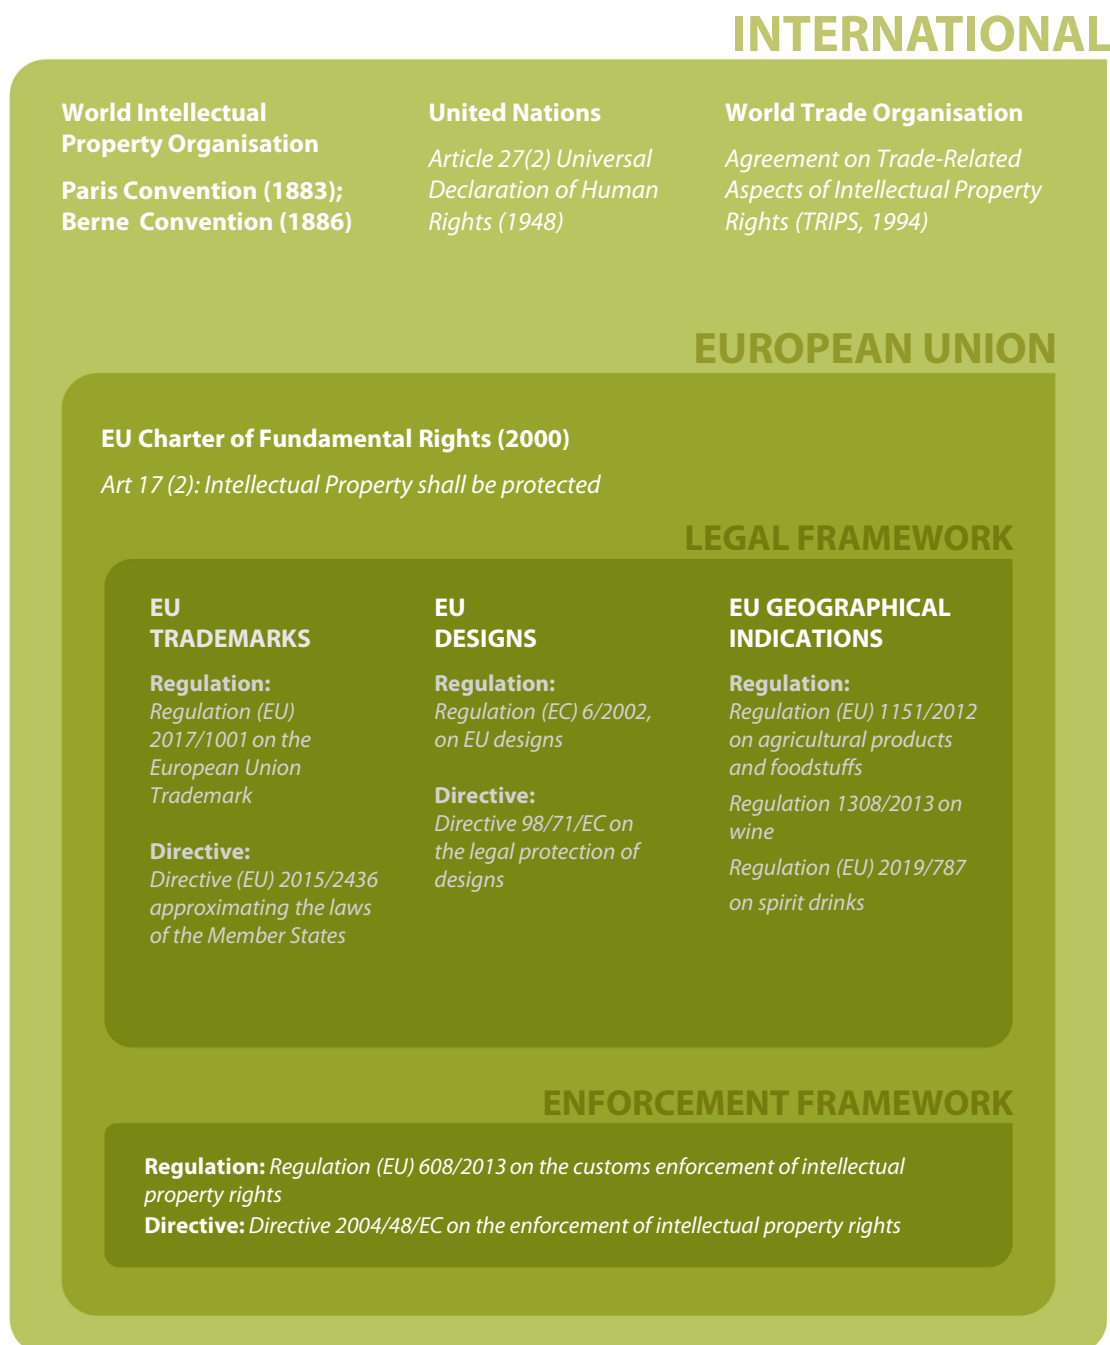 INTERNATIONAL
World Intellectual
Property Organisation
Paris Convention (1883);
Berne Convention (1886)
United Nations
Article 27(2) Universal
Declaration of Human
Rights (1948)
World Trade Organisation
Agreement on Trade-Related
Aspects of Intellectual Property
Rights (TRIPS, 1994)
EUROPEAN UNION
EU Charter of Fundamental Rights (2000)
Art 17 (2): Intellectual Property shall be protected
LEGAL FRAMEWORK
EU
TRADEMARKS
Regulation:
Regulation (EU)
2017/1001 on the
European Union
Trademark
Directive:
Directive (EU) 2015/2436
approximating the laws
of the Member States
EU
DESIGNS
Regulation:
Regulation (EC) 6/2002,
on EU designs
Directive:
Directive 98/71/EC on
the legal protection of
designs
EU GEOGRAPHICAL
INDICATIONS
Regulation:
Regulation (EU) 1151/2012
on agricultural products
and foodstuffs
Regulation 1308/2013 on
wine
Regulation (EU) 2019/787
on spirit drinks
ENFORCEMENT FRAMEWORK
Regulation: Regulation (EU) 608/2013 on the customs enforcement of intellectual
property rights
Directive: Directive 2004/48/EC on the enforcement of intellectual property rights